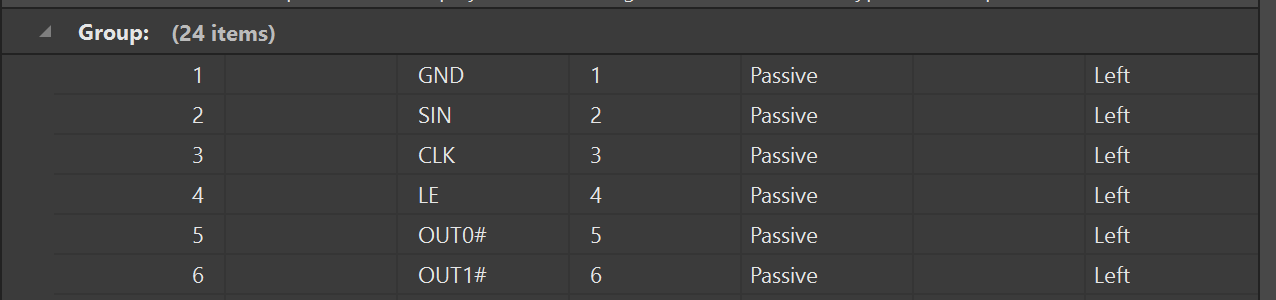 Group: (24 items)
1 GND 1 Passive Left
2 SIN 2 Passive Left
3 CLK 3 Passive Left
4 LE 4 Passive Left
5 OUT0# 5 Passive Left
6 OUT1# 6 Passive Left